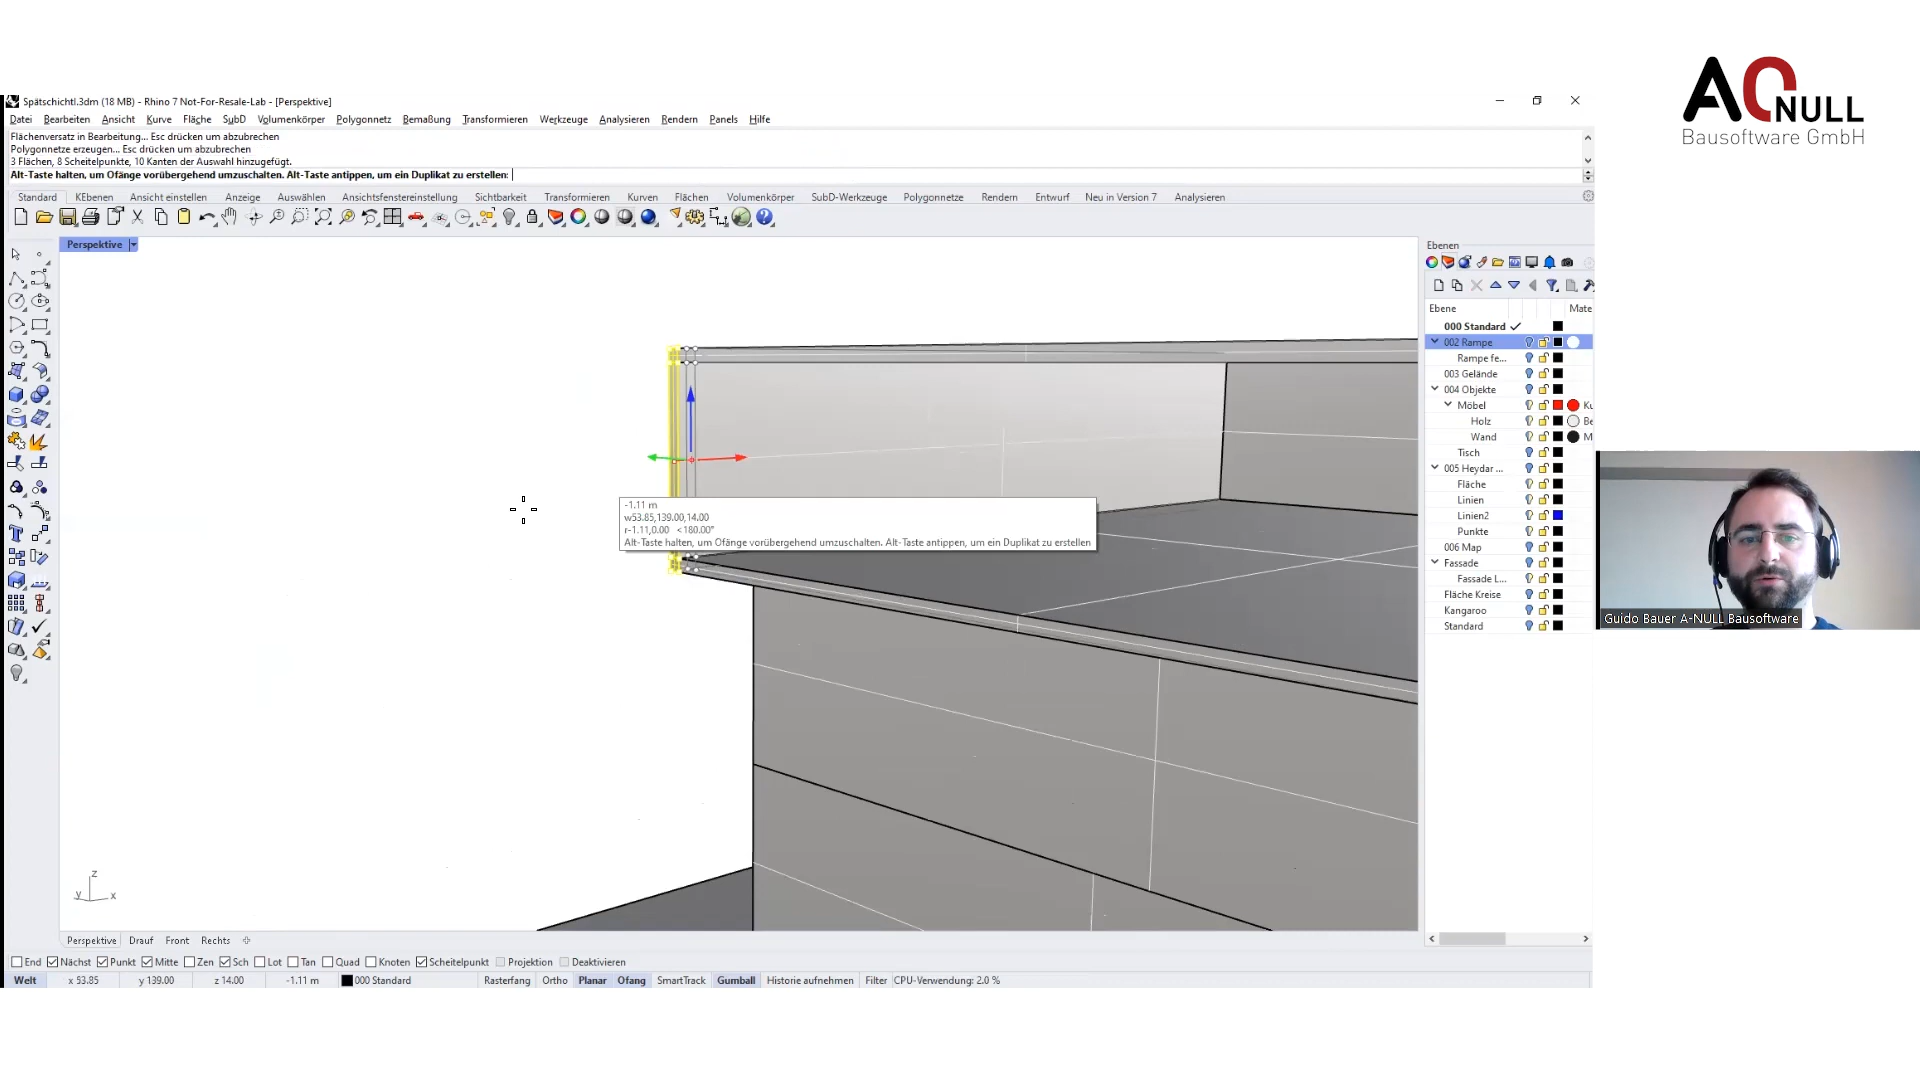 A NULL
Bausoftware GmbH
Spätschichtl.3dm (18 MB) - Rhino 7 Not-For-Resale-Lab - [Perspektive]
Datei Bearbeiten Ansicht Kurve Fläche SubD Volumenkörper Polygonnetz Bemaßung Transformieren Werkzeuge Analysieren Rendern Panels Hilfe
Flächenversatz in Bearbeitung... Esc drücken um abzubrechen
Polygonnetze erzeugen... Esc drücken um abzubrechen
3 Flächen, 8 Scheitelpunkte, 10 Kanten der Auswahl hinzugefügt.
Alt-Taste halten, um Ofänge vorübergehend umzuschalten. Alt-Taste antippen, um ein Duplikat zu erstellen:
Standard KEbenen Ansicht einstellen Anzeige Auswählen Ansichtsfenstereinstellung Sichtbarkeit Transformieren Kurven Flächen Volumenkörper SubD-Werkzeuge Polygonnetze Rendern Entwurf Neu in Version 7 Analysieren
Perspektive
Ebenen
Ebene Mate
000 Standard
002 Rampe
Rampe fe...
003 Gelände
004 Objekte
Möbel Ku
Holz Be
Wand M
Tisch
005 Heydar ...
Fläche
Linien
Linien2
Punkte
006 Map
Fassade
Fassade L...
Fläche Kreise
Kangaroo
Standard
-1.11 m
w53.85,139.00,14.00
r-1.11,0.00 <180.00°
Alt-Taste halten, um Ofänge vorübergehend umzuschalten. Alt-Taste antippen, um ein Duplikat zu erstellen
Guido Bauer A-NULL Bausoftware
z
y x
Perspektive Drauf Front Rechts
End Nächst Punkt Mitte Zen Sch Lot Tan Quad Knoten Scheitelpunkt Projektion Deaktivieren
Welt x 53.85 y 139.00 z 14.00 -1.11 m 000 Standard Rasterfang Ortho Planar Ofang SmartTrack Gumball Historie aufnehmen Filter CPU-Verwendung: 2.0 %